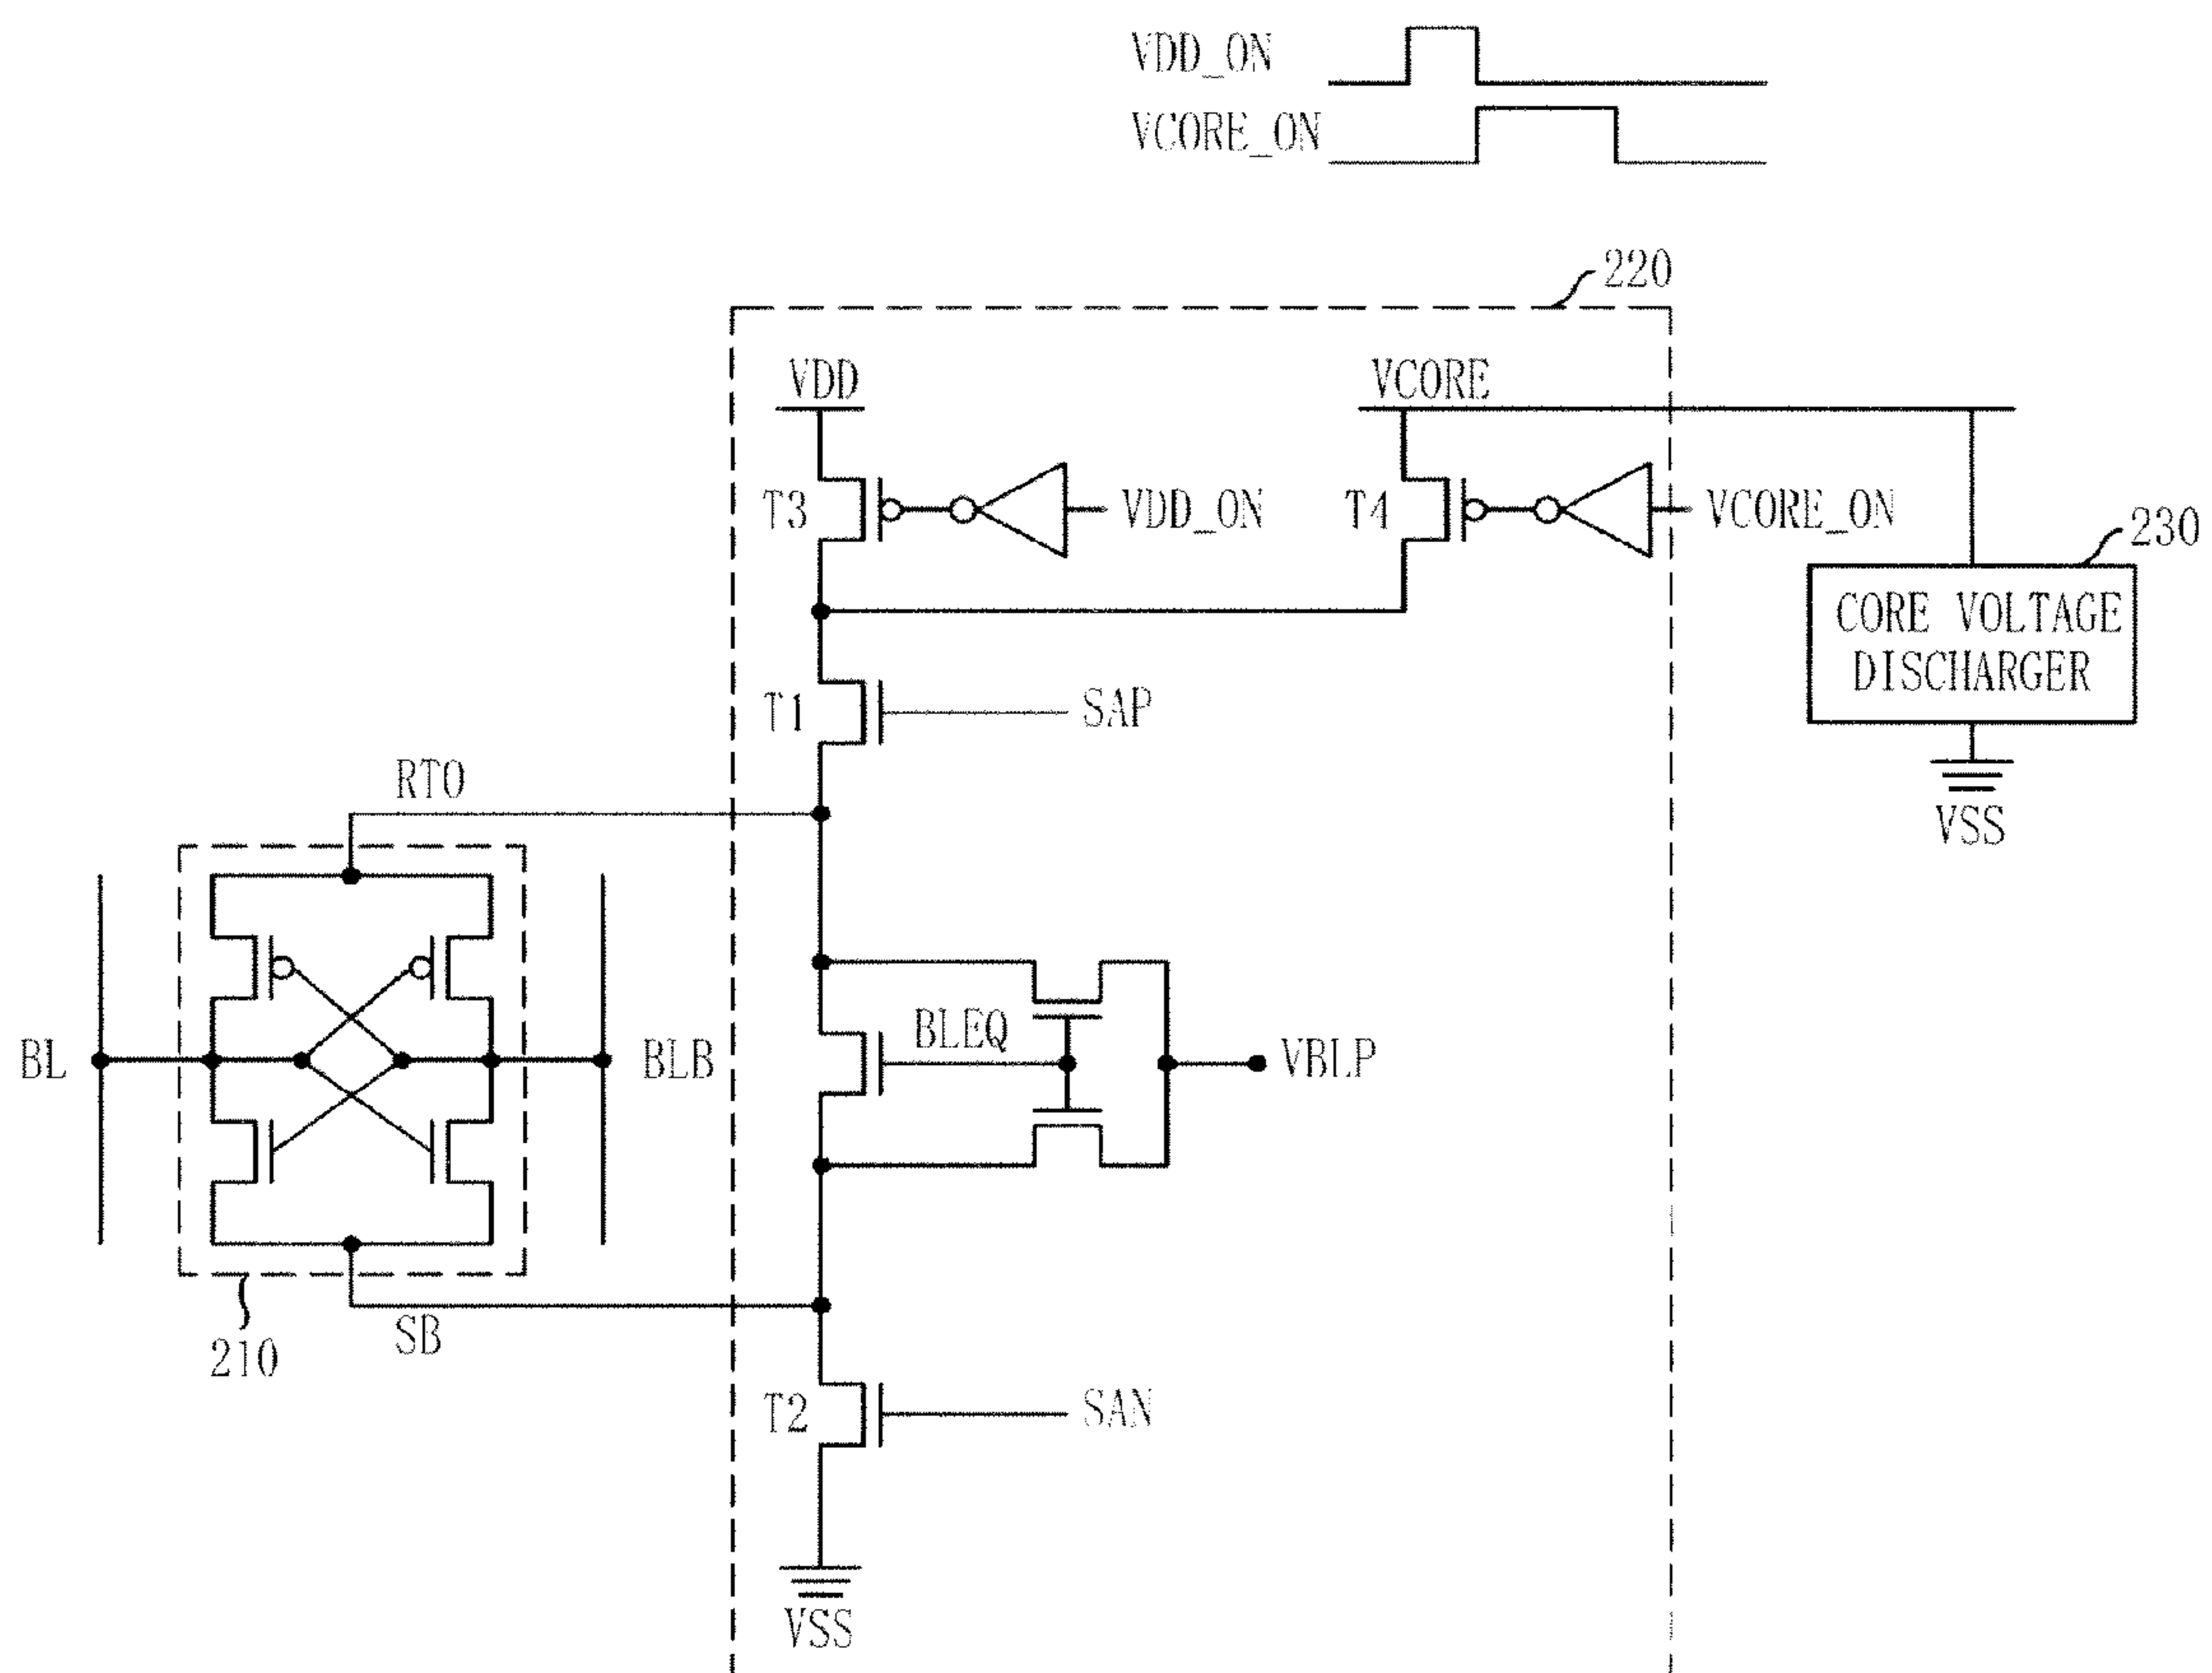 VDD_ON
VCORE_ON
220
VDD
VCORE
T3
VDD_ON
T4
VCORE_ON
230
CORE VOLTAGE
DISCHARGER
T1
SAP
RTO
VSS
BL
BLB
BLEQ
VBLP
210
SB
T2
SAN
VSS